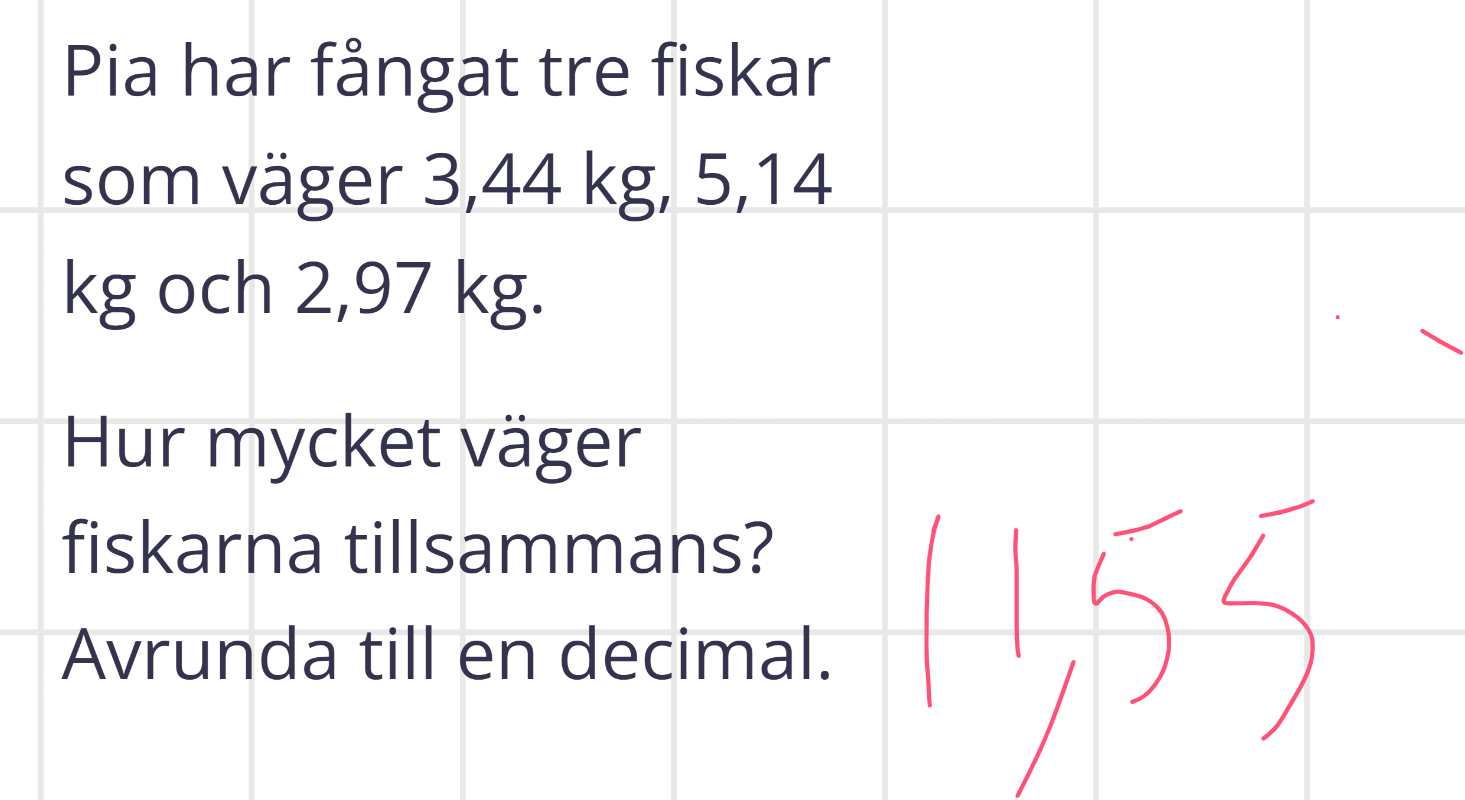 Pia har fångat tre fiskar
som väger 3,44 kg, 5,14
kg och 2,97 kg.
Hur mycket väger
fiskarna tillsammans?
Avrunda till en decimal.
11,55